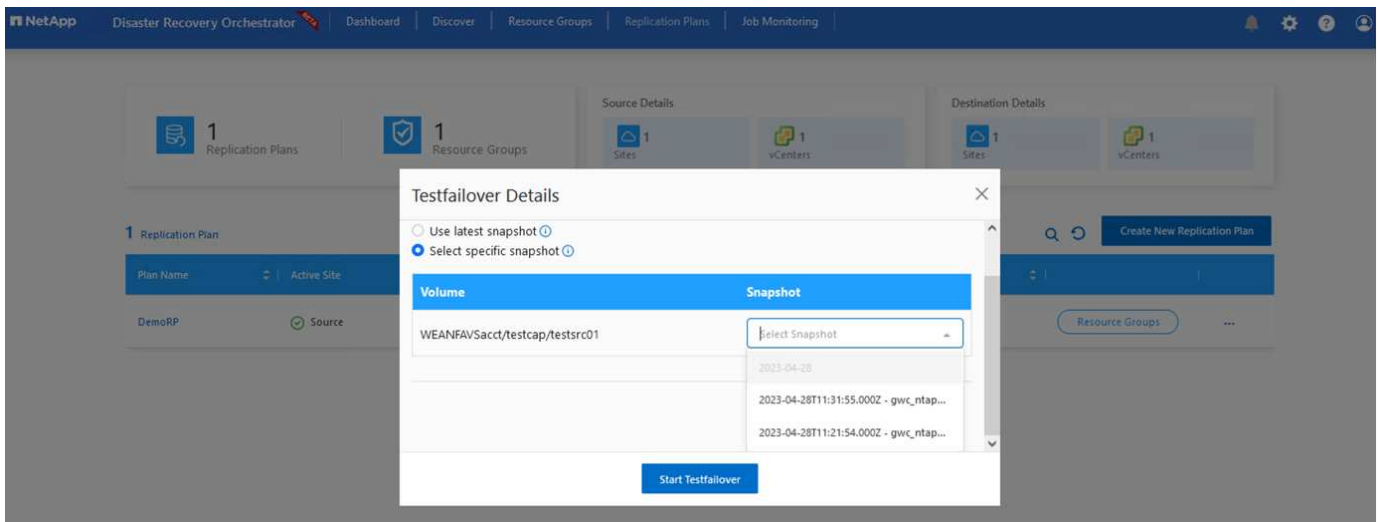 NetApp Disaster Recovery Orchestrator Dashboard Discover Resource Groups Replication Plans Job Monitoring
1
Replication Plans
1
Resource Groups
Source Details
1
Sites
1
vCenters
Destination Details
1
Sites
1
vCenters
1 Replication Plan
Create New Replication Plan
Plan Name Active Site
DemoRP Source Resource Groups ...
Testfailover Details
Use latest snapshot
Select specific snapshot
Volume Snapshot
WEANFAVSacct/testcap/testsrc01 Select Snapshot
2023-04-28
2023-04-28T11:31:55.000Z - gwc_ntap...
2023-04-28T11:21:54.000Z - gwc_ntap...
Start Testfailover